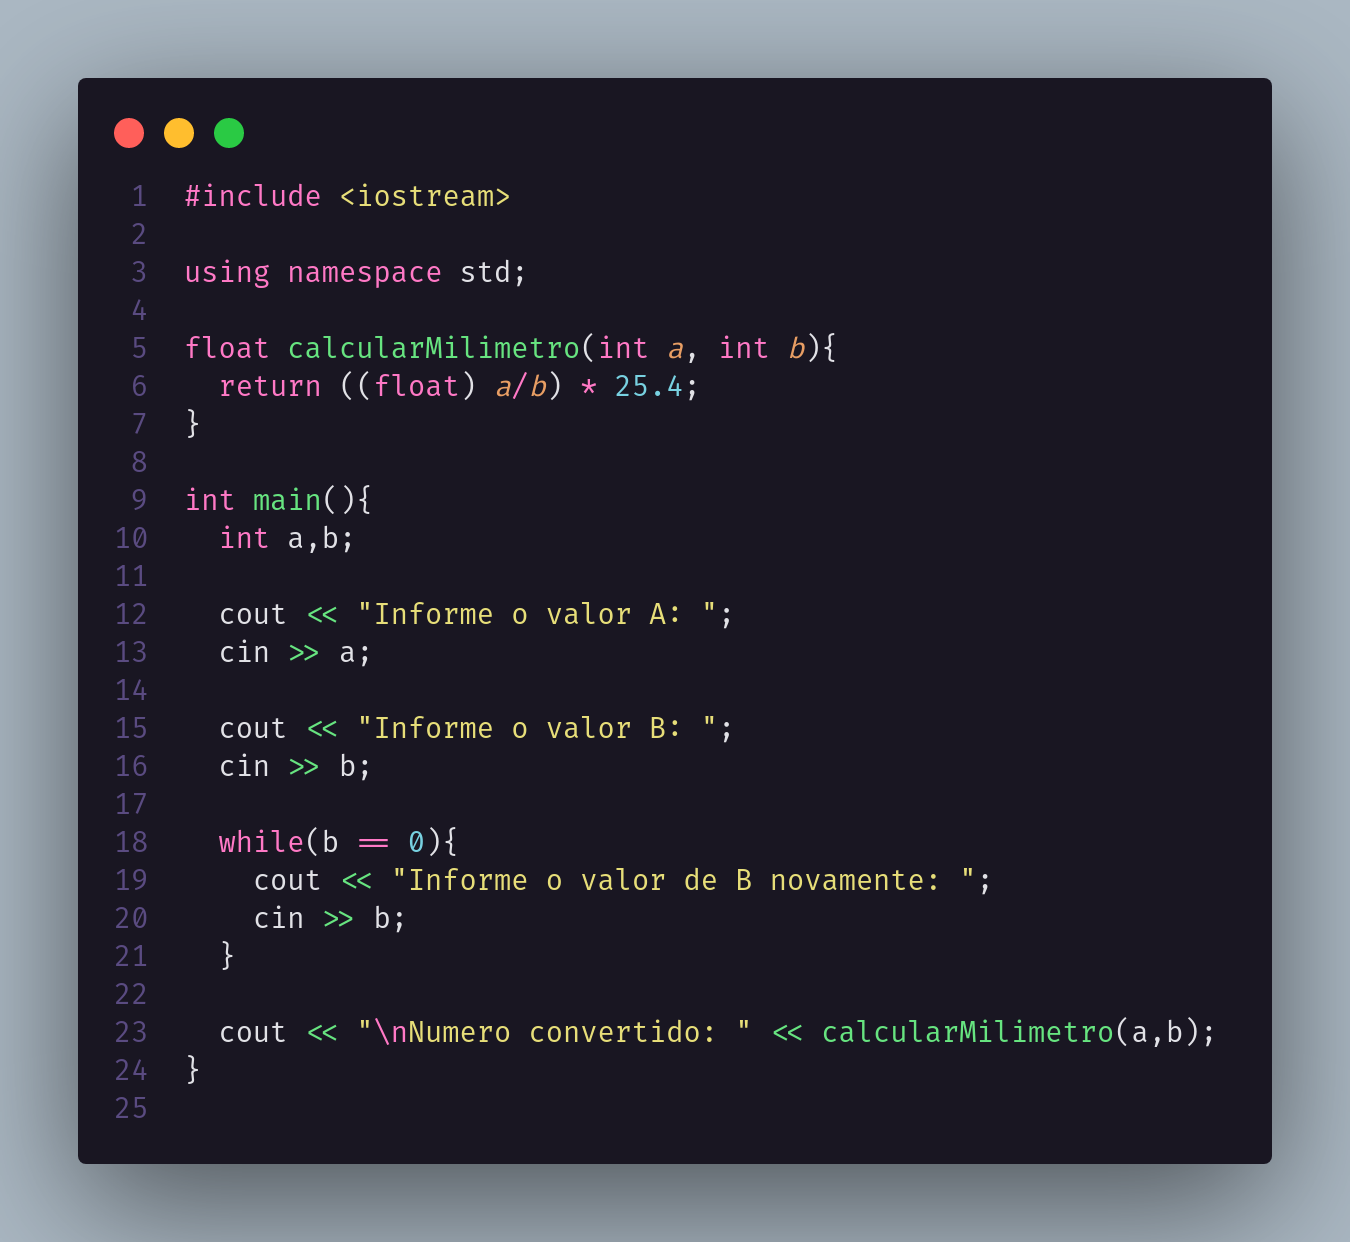 1 #include <iostream>
2
3 using namespace std;
4
5 float calcularMilimetro(int a, int b){
6   return ((float) a/b) * 25.4;
7 }
8
9 int main(){
10   int a,b;
11
12   cout << "Informe o valor A: ";
13   cin >> a;
14
15   cout << "Informe o valor B: ";
16   cin >> b;
17
18   while(b == 0){
19     cout << "Informe o valor de B novamente: ";
20     cin >> b;
21   }
22
23   cout << "\nNumero convertido: " << calcularMilimetro(a,b);
24 }
25